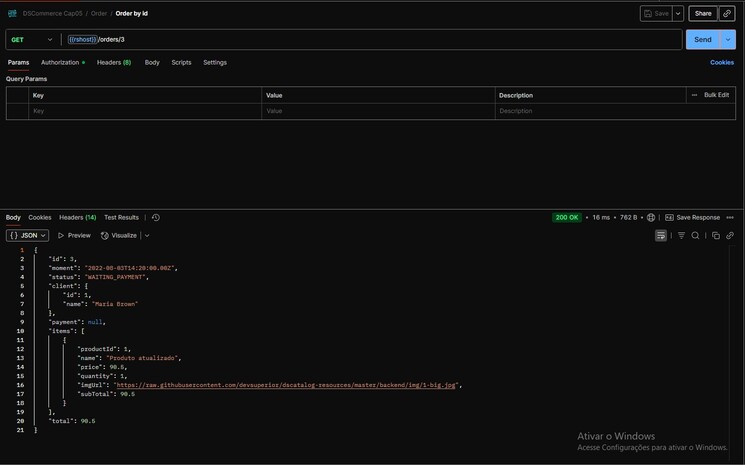 DSCommerce Cap05 / Order / Order by id
Save
Share
GET
{{rshost}}/orders/3
Send
Params
Authorization
Headers (8)
Body
Scripts
Settings
Cookies
Query Params
Key
Value
Description
Bulk Edit
Key
Value
Description
Body
Cookies
Headers (14)
Test Results
200 OK
16 ms
762 B
Save Response
{} JSON
Preview
Visualize
1 {
2 "id": 3,
3 "moment": "2022-08-03T14:20:00.00Z",
4 "status": "WAITING_PAYMENT",
5 "client": {
6 "id": 1,
7 "name": "Maria Brown"
8 },
9 "payment": null,
10 "items": [
11 {
12 "productId": 1,
13 "name": "Produto atualizado",
14 "price": 90.5,
15 "quantity": 1,
16 "imgUrl": "https://raw.githubusercontent.com/devsuperior/dscatalog-resources/master/backend/img/1-big.jpg",
17 "subTotal": 90.5
18 }
19 ],
20 "total": 90.5
21 }
Ativar o Windows
Acesse Configurações para ativar o Windows.